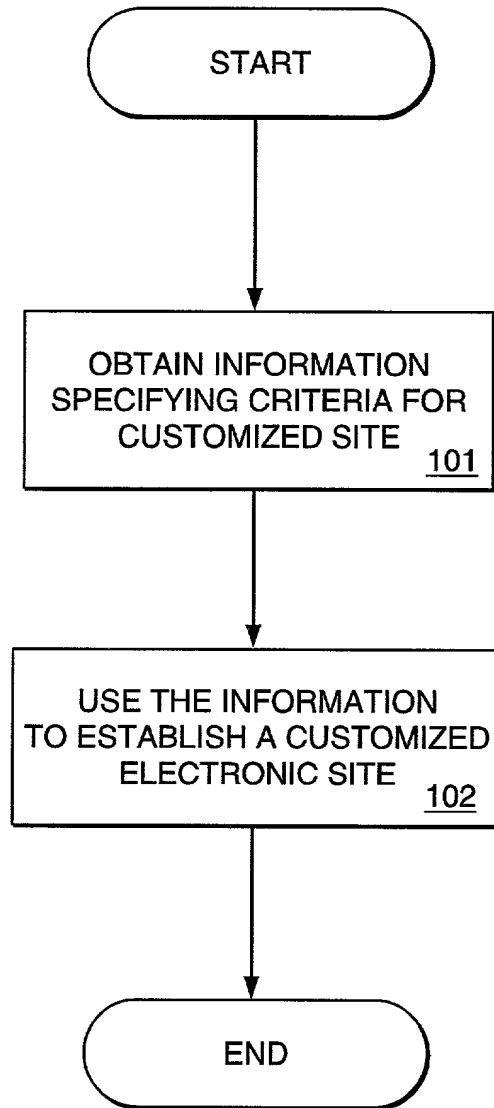 START
OBTAIN INFORMATION
SPECIFYING CRITERIA FOR
CUSTOMIZED SITE
101
USE THE INFORMATION
TO ESTABLISH A CUSTOMIZED
ELECTRONIC SITE
102
END